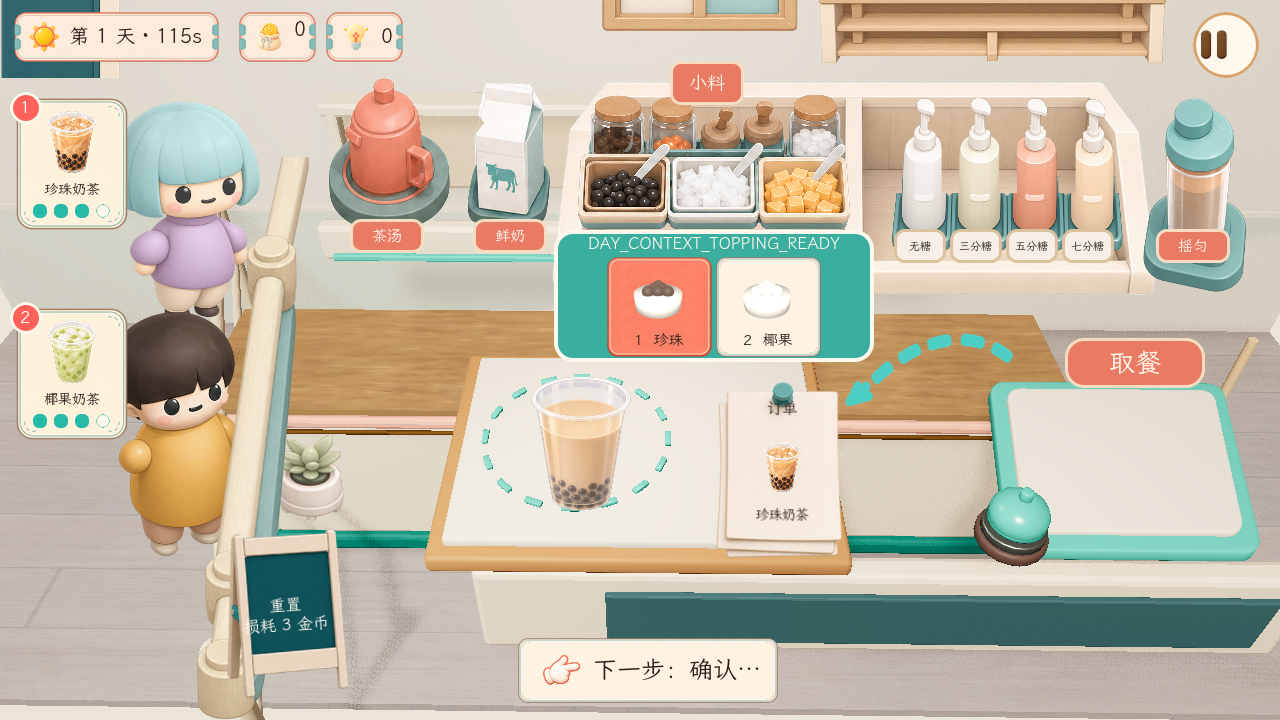 第 1 天・115s
0
0
小料
1
珍珠奶茶
茶汤
鲜奶
无糖
三分糖
五分糖
七分糖
摇匀
DAY_CONTEXT_TOPPING_READY
1 珍珠
2 椰果
2
椰果奶茶
取餐
订单
珍珠奶茶
重置
损耗 3 金币
下一步：确认…